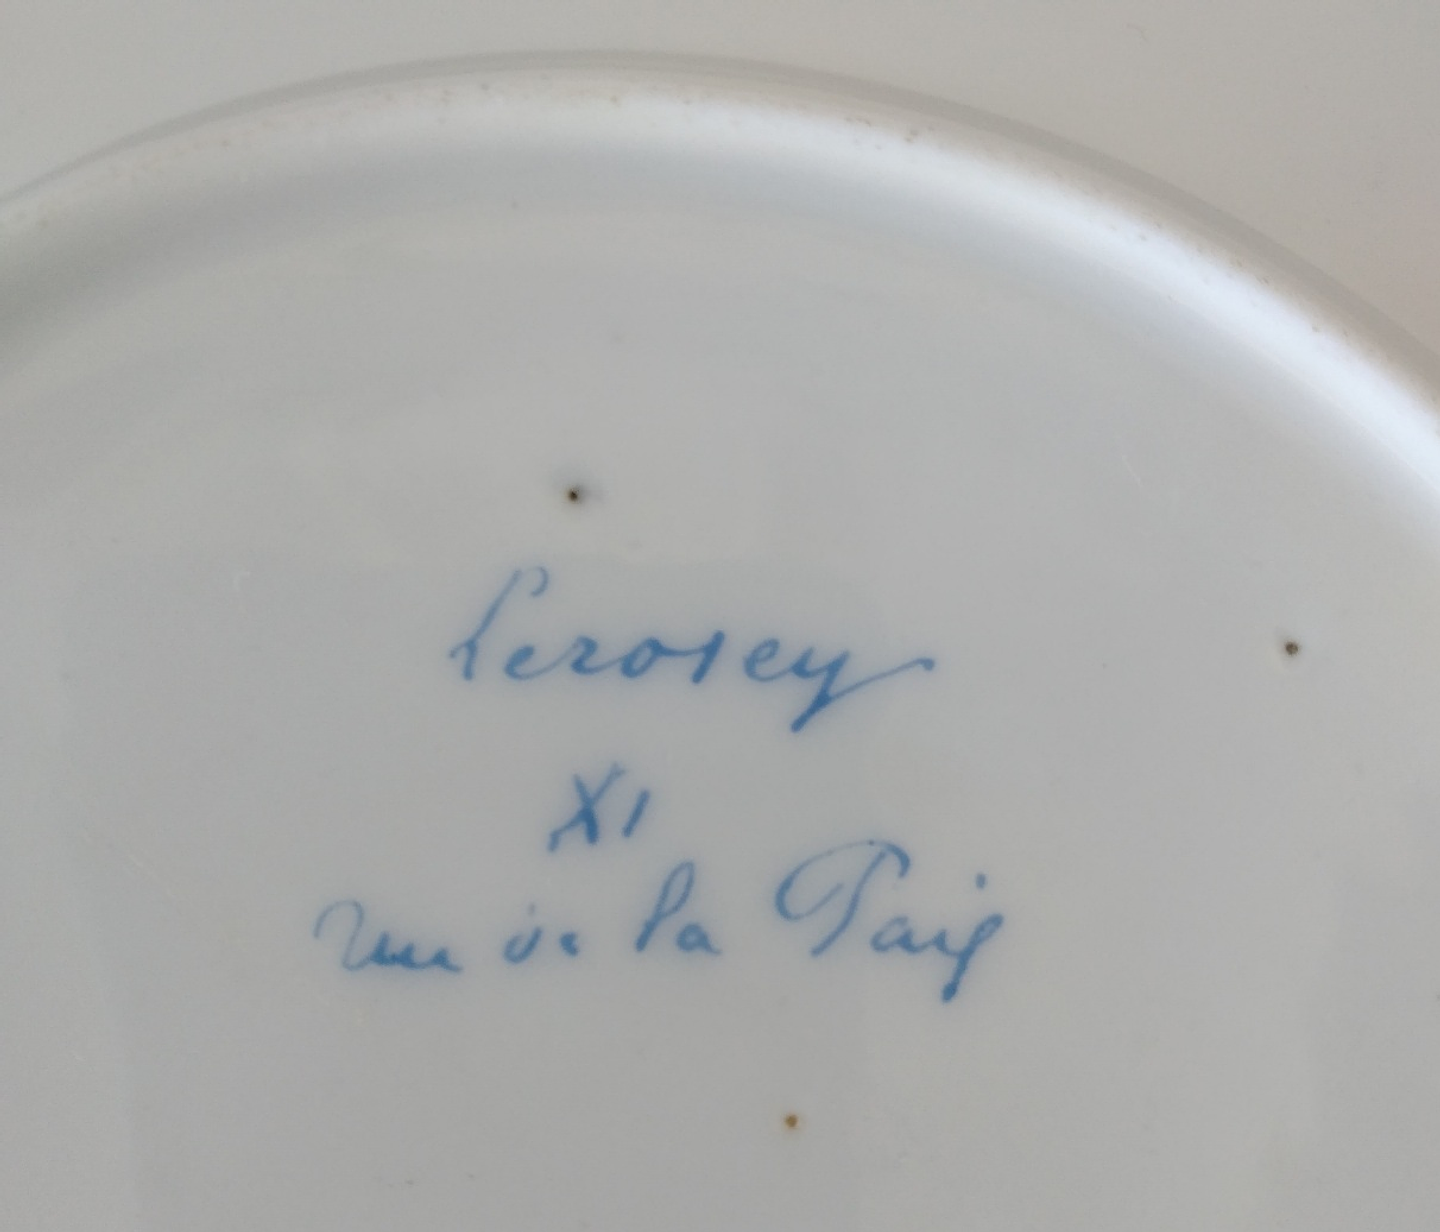 Lerosey
XI
rue de la Paix